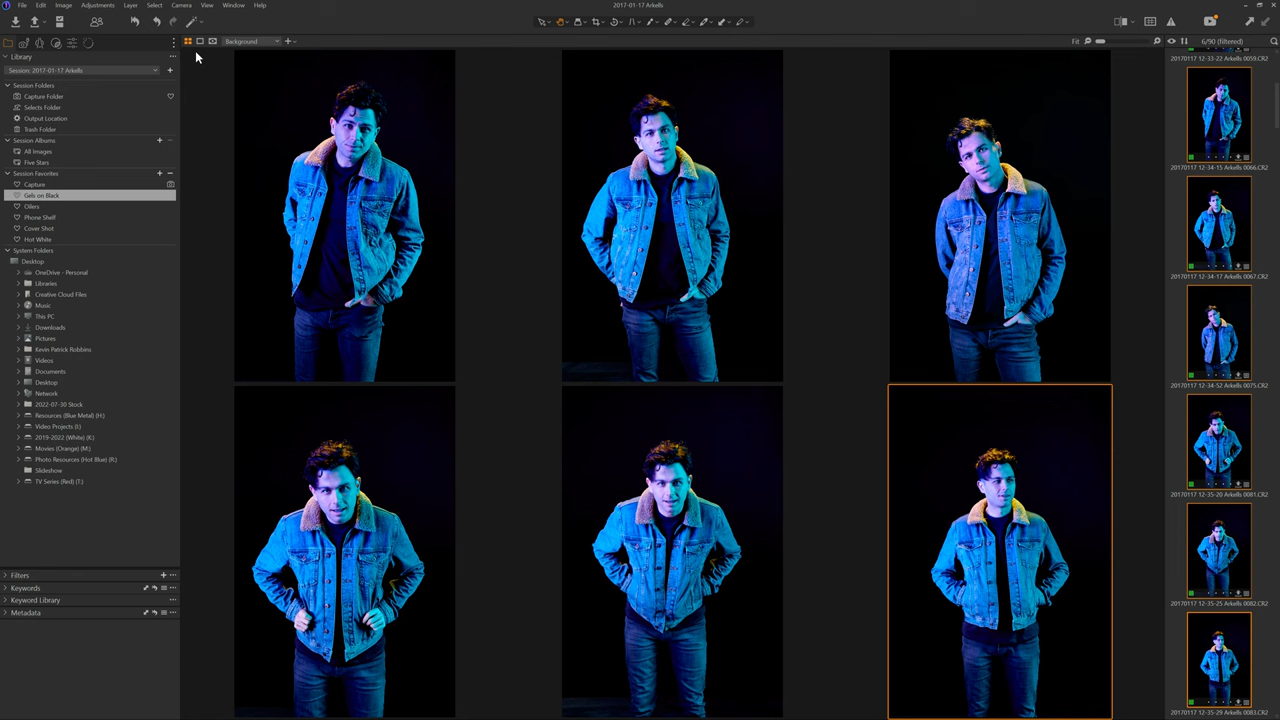 File Edit Image Adjustments Layer Select Camera View Window Help
2017-01-17 Arkells
Background
Fit
6/90 (filtered)
Library
Session: 2017-01-17 Arkells
Session Folders
Capture Folder
Selects Folder
Output Location
Trash Folder
Session Albums
All Images
Five Stars
Session Favorites
Capture
Gels on Black
Oilers
Phone Shelf
Cover Shot
Hot White
System Folders
Desktop
OneDrive - Personal
Libraries
Creative Cloud Files
Music
This PC
Downloads
Pictures
Kevin Patrick Robbins
Videos
Documents
Desktop
Network
2022-07-30 Stock
Resources (Blue Metal) (H:)
Video Projects (I:)
2019-2022 (White) (K:)
Movies (Orange) (M:)
Photo Resources (Hot Blue) (R:)
Slideshow
TV Series (Red) (T:)
Filters
Keywords
Keyword Library
Metadata
20170117 12-33-22 Arkells 0059.CR2
20170117 12-34-15 Arkells 0066.CR2
20170117 12-34-17 Arkells 0067.CR2
20170117 12-34-52 Arkells 0075.CR2
20170117 12-35-20 Arkells 0081.CR2
20170117 12-35-25 Arkells 0082.CR2
20170117 12-35-29 Arkells 0083.CR2